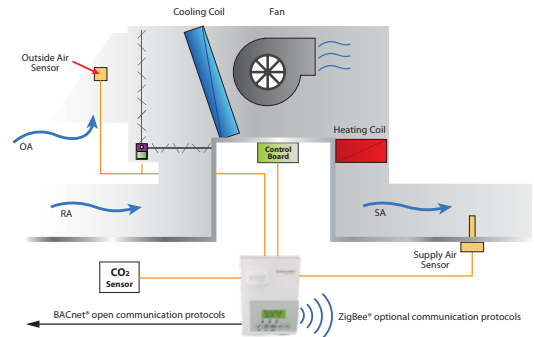 Cooling Coil
Fan
Outside Air
Sensor
OA
Control
Board
Heating Coil
RA
SA
Supply Air
Sensor
CO₂
Sensor
BACnet® open communication protocols
ZigBee® optional communication protocols